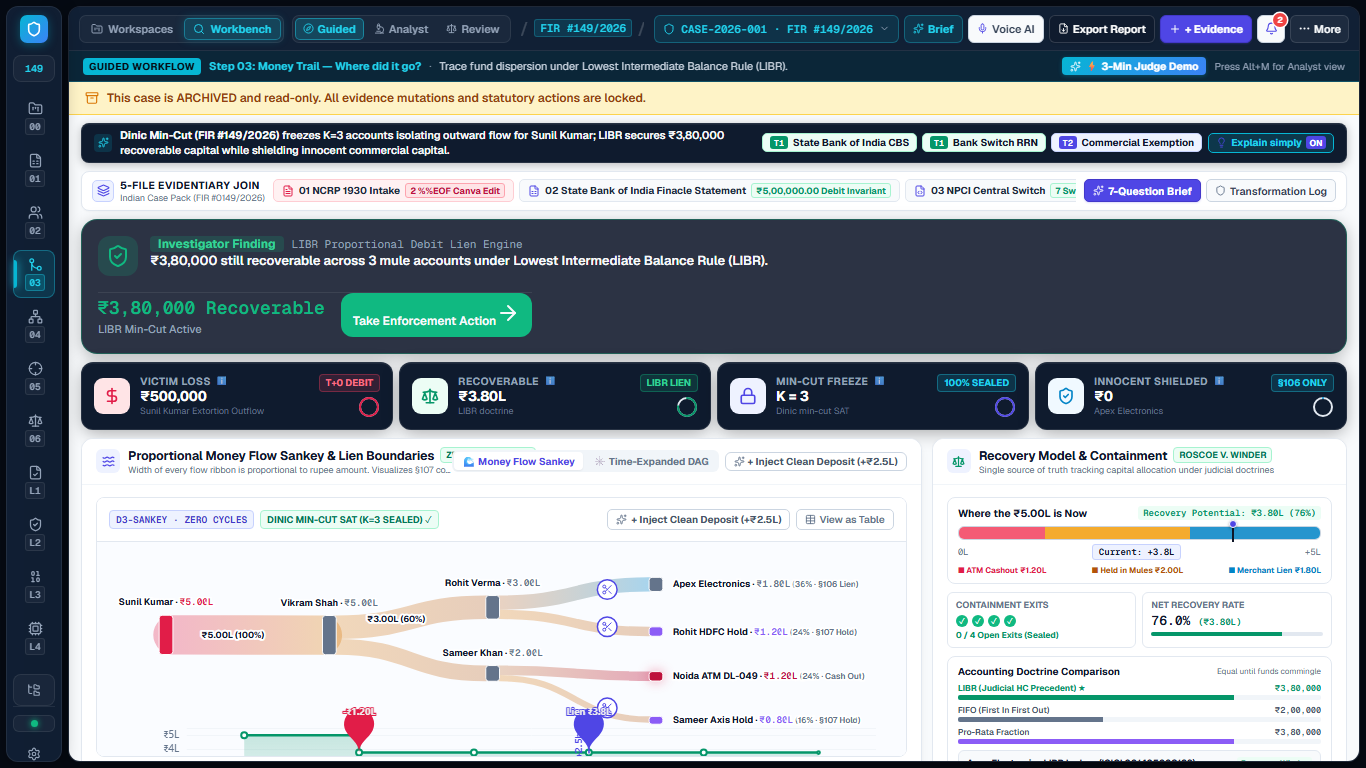 Workspaces Workbench Guided Analyst Review / FIR #149/2026 / CASE-2026-001 · FIR #149/2026 Brief Voice AI Export Report + + Evidence 2 ··· More
149
GUIDED WORKFLOW Step 03: Money Trail — Where did it go? · Trace fund dispersion under Lowest Intermediate Balance Rule (LIBR). 3-Min Judge Demo Press Alt+M for Analyst view
This case is ARCHIVED and read-only. All evidence mutations and statutory actions are locked.
00
01
02
03
04
05
06
L1
L2
L3
L4
Dinic Min-Cut (FIR #149/2026) freezes K=3 accounts isolating outward flow for Sunil Kumar; LIBR secures ₹3,80,000
recoverable capital while shielding innocent commercial capital.
T1 State Bank of India CBS T1 Bank Switch RRN T2 Commercial Exemption Explain simply ON
5-FILE EVIDENTIARY JOIN
Indian Case Pack (FIR #0149/2026)
01 NCRP 1930 Intake 2 %%EOF Canva Edit 02 State Bank of India Finacle Statement ₹5,00,000.00 Debit Invariant 03 NPCI Central Switch 7 Sw 7-Question Brief Transformation Log
Investigator Finding LIBR Proportional Debit Lien Engine
₹3,80,000 still recoverable across 3 mule accounts under Lowest Intermediate Balance Rule (LIBR).
₹3,80,000 Recoverable
LIBR Min-Cut Active
Take Enforcement Action →
VICTIM LOSS T+0 DEBIT
₹500,000
Sunil Kumar Extortion Outflow
RECOVERABLE LIBR LIEN
₹3.80L
LIBR doctrine
MIN-CUT FREEZE 100% SEALED
K = 3
Dinic min-cut SAT
INNOCENT SHIELDED §106 ONLY
₹0
Apex Electronics
Proportional Money Flow Sankey & Lien Boundaries
Width of every flow ribbon is proportional to rupee amount. Visualizes §107 co...
Money Flow Sankey Time-Expanded DAG + Inject Clean Deposit (+₹2.5L)
D3-SANKEY · ZERO CYCLES DINIC MIN-CUT SAT (K=3 SEALED) ✓ + Inject Clean Deposit (+₹2.5L) View as Table
Sunil Kumar · ₹5.00L
₹5.00L (100%)
Vikram Shah · ₹5.00L
₹3.00L (60%)
Rohit Verma · ₹3.00L
Sameer Khan · ₹2.00L
Apex Electronics · ₹1.80L (36% · §106 Lien)
Rohit HDFC Hold · ₹1.20L (24% · §107 Hold)
Noida ATM DL-049 · ₹1.20L (24% · Cash Out)
Sameer Axis Hold · ₹0.80L (16% · §107 Hold)
-₹1.20L
Lien ₹3.8L
₹5L
₹4L
Recovery Model & Containment ROSCOE V. WINDER
Single source of truth tracking capital allocation under judicial doctrines
Where the ₹5.00L is Now Recovery Potential: ₹3.80L (76%)
0L Current: +3.8L +5L
ATM Cashout ₹1.20L Held in Mules ₹2.00L Merchant Lien ₹1.80L
CONTAINMENT EXITS
0 / 4 Open Exits (Sealed)
NET RECOVERY RATE
76.0% (₹3.80L)
Accounting Doctrine Comparison Equal until funds commingle
LIBR (Judicial HC Precedent) ★ ₹3,80,000
FIFO (First In First Out) ₹2,00,000
Pro-Rata Fraction ₹3,80,000